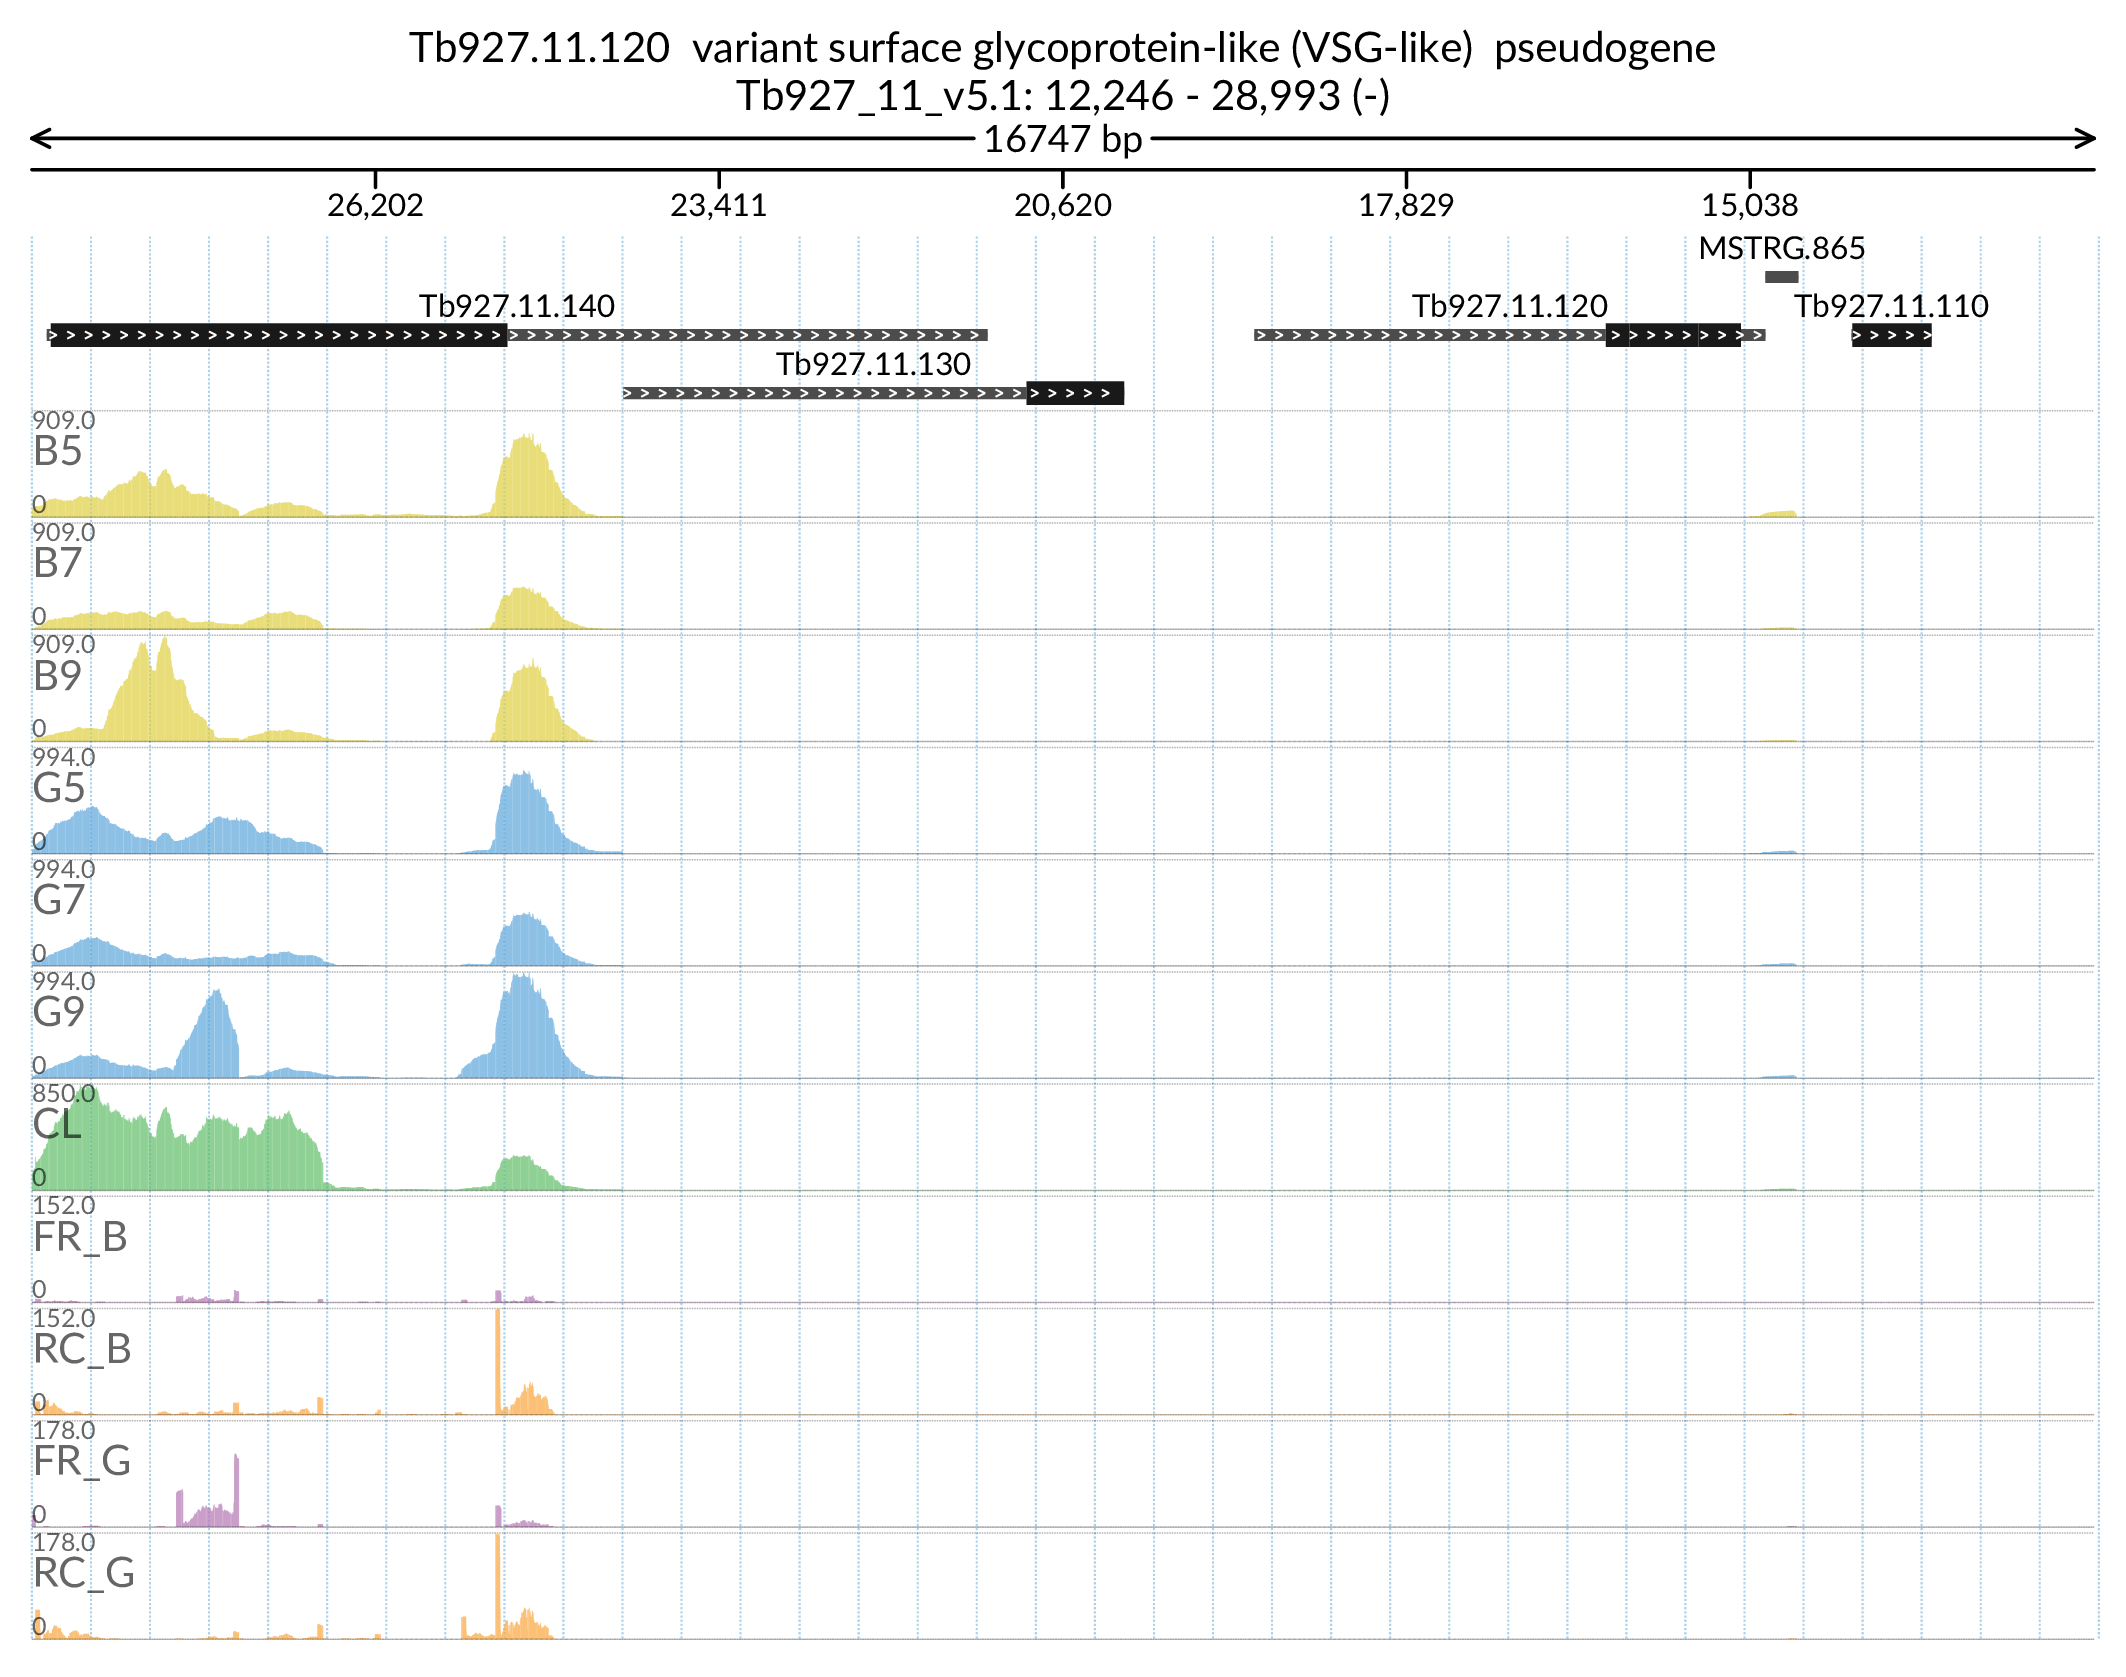 Tb927.11.120 variant surface glycoprotein-like (VSG-like) pseudogene
Tb927_11_v5.1: 12,246 - 28,993 (-)
16747 bp
26,202 23,411 20,620 17,829 15,038
MSTRG.865
Tb927.11.140 Tb927.11.120 Tb927.11.110
Tb927.11.130
909.0
B5
0
909.0
B7
0
909.0
B9
0
994.0
G5
0
994.0
G7
0
994.0
G9
0
850.0
CL
0
152.0
FR_B
0
152.0
RC_B
0
178.0
FR_G
0
178.0
RC_G
0